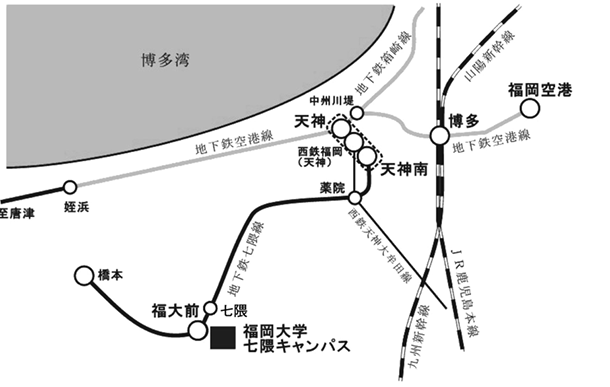 博多湾
地下鉄箱崎線
山陽新幹線
中州川堤
福岡空港
天神
博多
地下鉄空港線
地下鉄空港線
西鉄福岡
（天神）
天神南
薬院
姪浜
至唐津
西鉄天神大牟田線
地下鉄七隈線
橋本
福大前
七隈
福岡大学
七隈キャンパス
JR鹿児島本線
九州新幹線